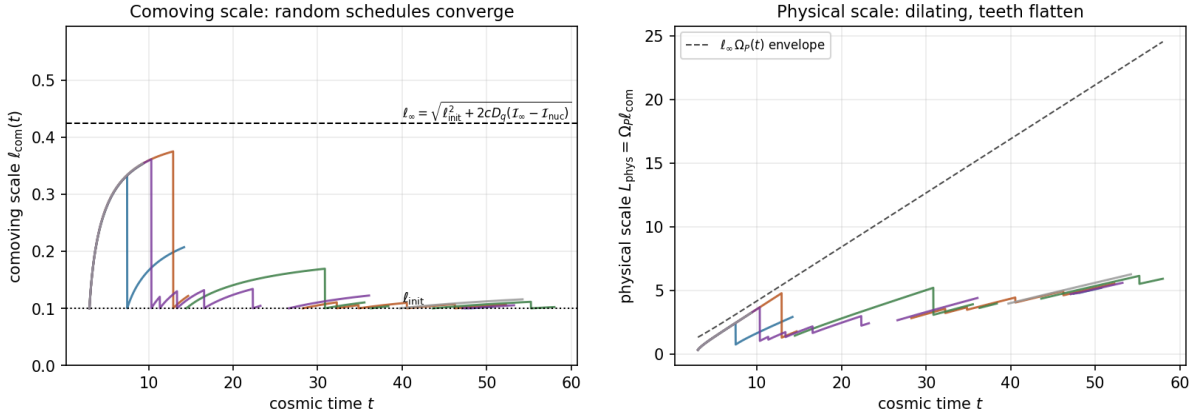 Comoving scale: random schedules converge
comoving scale ℓ_com(t)
0.5
0.4
0.3
0.2
0.1
0.0
ℓ_∞ = √(ℓ²_init + 2cD_q(𝓘_∞ − 𝓘_nuc))
ℓ_init
10 20 30 40 50 60
cosmic time t
Physical scale: dilating, teeth flatten
physical scale L_phys = Ω_P ℓ_com
25
20
15
10
5
0
ℓ_∞ Ω_P(t) envelope
10 20 30 40 50 60
cosmic time t